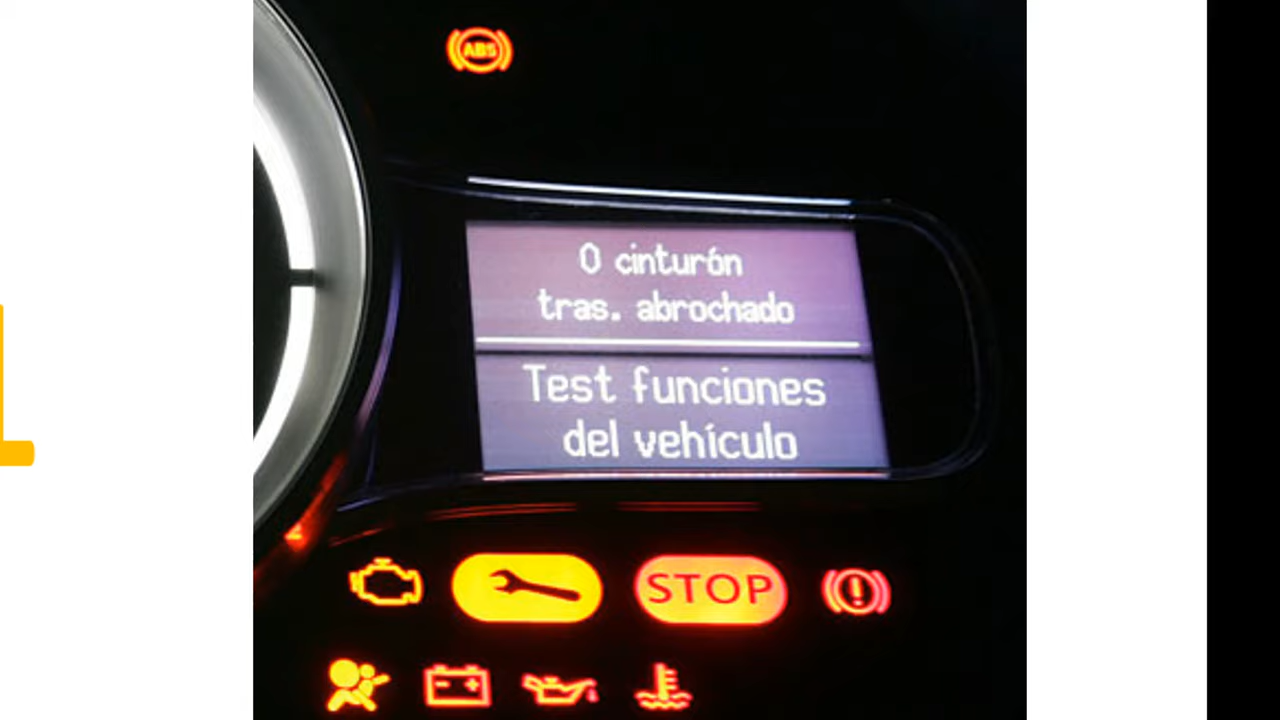 ABS
0 cinturón
tras. abrochado
Test funciones
del vehículo
STOP